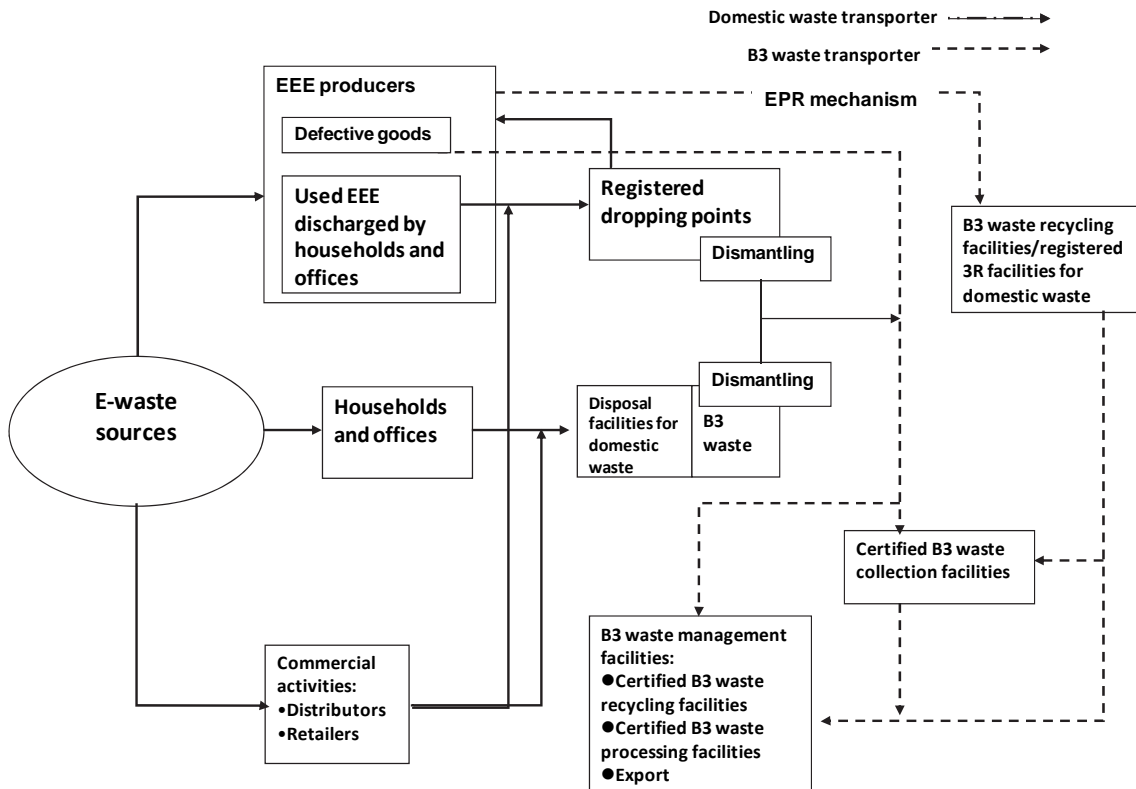 Domestic waste transporter
B3 waste transporter
EEE producers
EPR mechanism
Defective goods
Used EEE
discharged by
households and
offices
Registered
dropping points
Dismantling
B3 waste recycling
facilities/registered
3R facilities for
domestic waste
E-waste
sources
Households
and offices
Dismantling
Disposal
facilities for
domestic
waste
B3
waste
Certified B3 waste
collection facilities
Commercial
activities:
•Distributors
•Retailers
B3 waste management
facilities:
●Certified B3 waste
recycling facilities
●Certified B3 waste
processing facilities
●Export